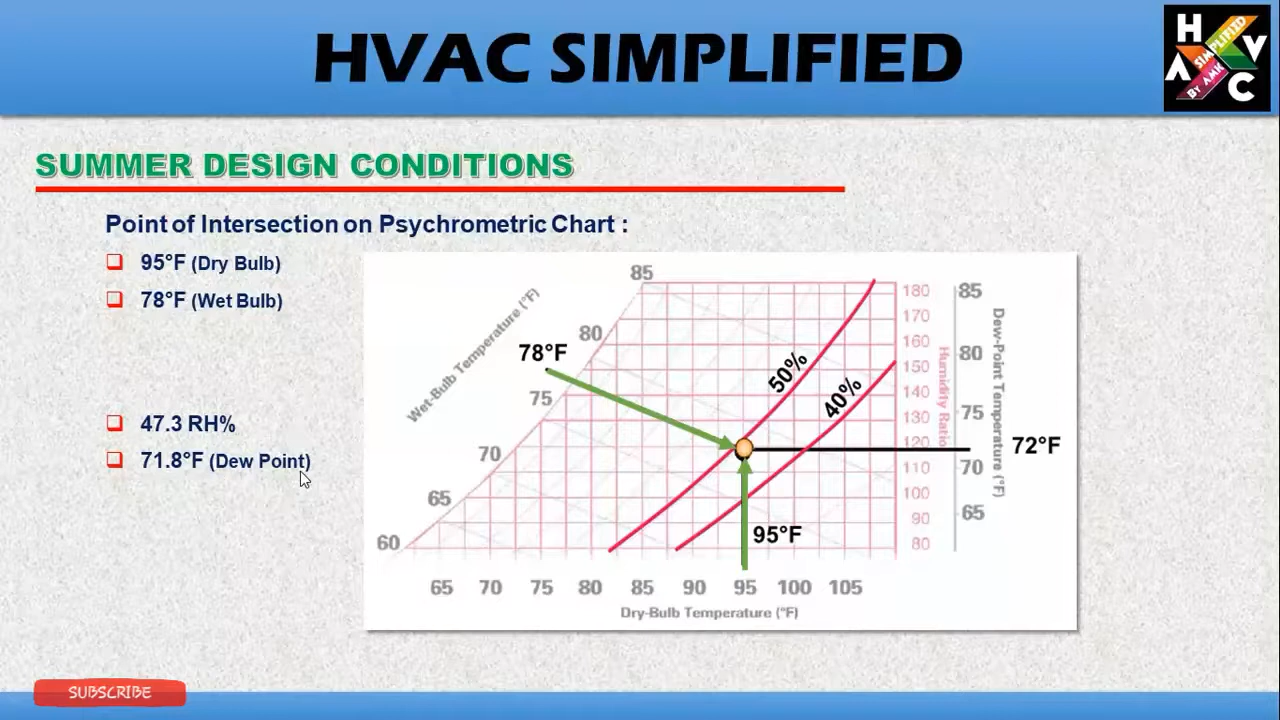 HVAC SIMPLIFIED
H V A C
SIMPLIFIED
By AMK
SUMMER DESIGN CONDITIONS
Point of Intersection on Psychrometric Chart :
95°F (Dry Bulb)
78°F (Wet Bulb)
47.3 RH%
71.8°F (Dew Point)
Wet-Bulb Temperature (°F)
85
80
78°F
75
70
65
60
50%
40%
95°F
72°F
180
170
160
150
140
130
120
110
100
90
80
Humidity Ratio
85
80
75
70
65
Dew-Point Temperature (°F)
65 70 75 80 85 90 95 100 105
Dry-Bulb Temperature (°F)
SUBSCRIBE